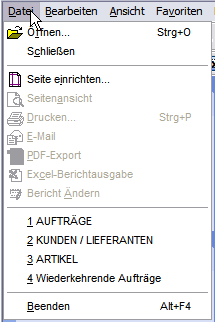 Datei Bearbeiten Ansicht Favoriten
Öffnen... Strg+O
Schließen
Seite einrichten...
Seitenansicht
Drucken... Strg+P
E-Mail
PDF-Export
Excel-Berichtausgabe
Bericht Ändern
1 AUFTRÄGE
2 KUNDEN / LIEFERANTEN
3 ARTIKEL
4 Wiederkehrende Aufträge
Beenden Alt+F4